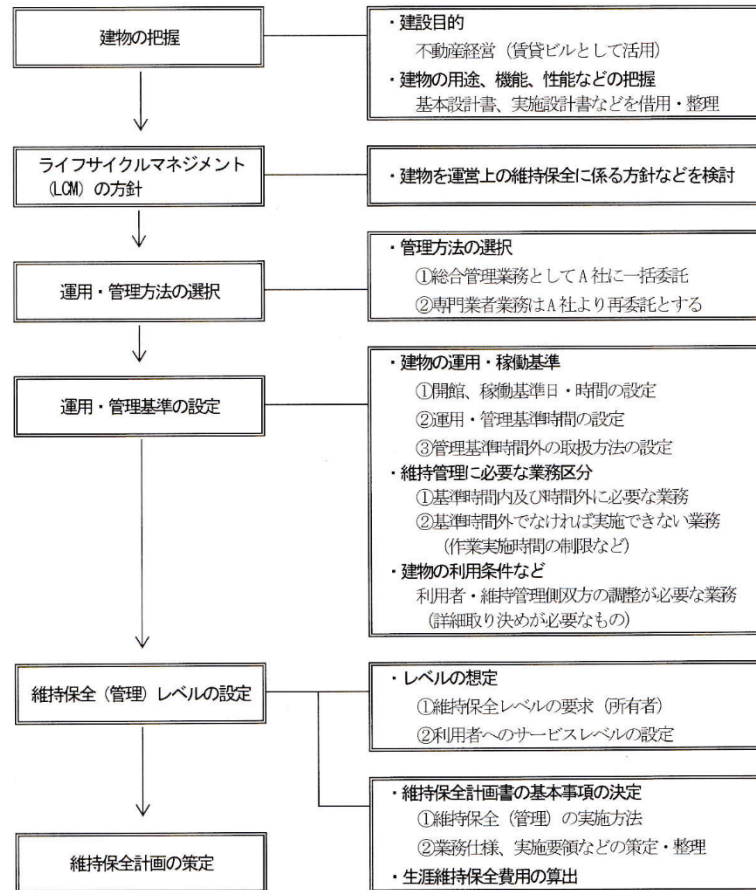 建物の把握
・建設目的
不動産経営（賃貸ビルとして活用）
・建物の用途、機能、性能などの把握
基本設計書、実施設計書などを借用・整理
ライフサイクルマネジメント
(LCM) の方針
・建物を運営上の維持保全に係る方針などを検討
運用・管理方法の選択
・管理方法の選択
①総合管理業務としてA社に一括委託
②専門業者業務はA社より再委託とする
運用・管理基準の設定
・建物の運用・稼働基準
①開館、稼働基準日・時間の設定
②運用・管理基準時間の設定
③管理基準時間外の取扱方法の設定
・維持管理に必要な業務区分
①基準時間内及び時間外に必要な業務
②基準時間外でなければ実施できない業務
（作業実施時間の制限など）
・建物の利用条件など
利用者・維持管理側双方の調整が必要な業務
（詳細取り決めが必要なもの）
維持保全（管理）レベルの設定
・レベルの想定
①維持保全レベルの要求（所有者）
②利用者へのサービスレベルの設定
維持保全計画の策定
・維持保全計画書の基本事項の決定
①維持保全（管理）の実施方法
②業務仕様、実施要領などの策定・整理
・生涯維持保全費用の算出